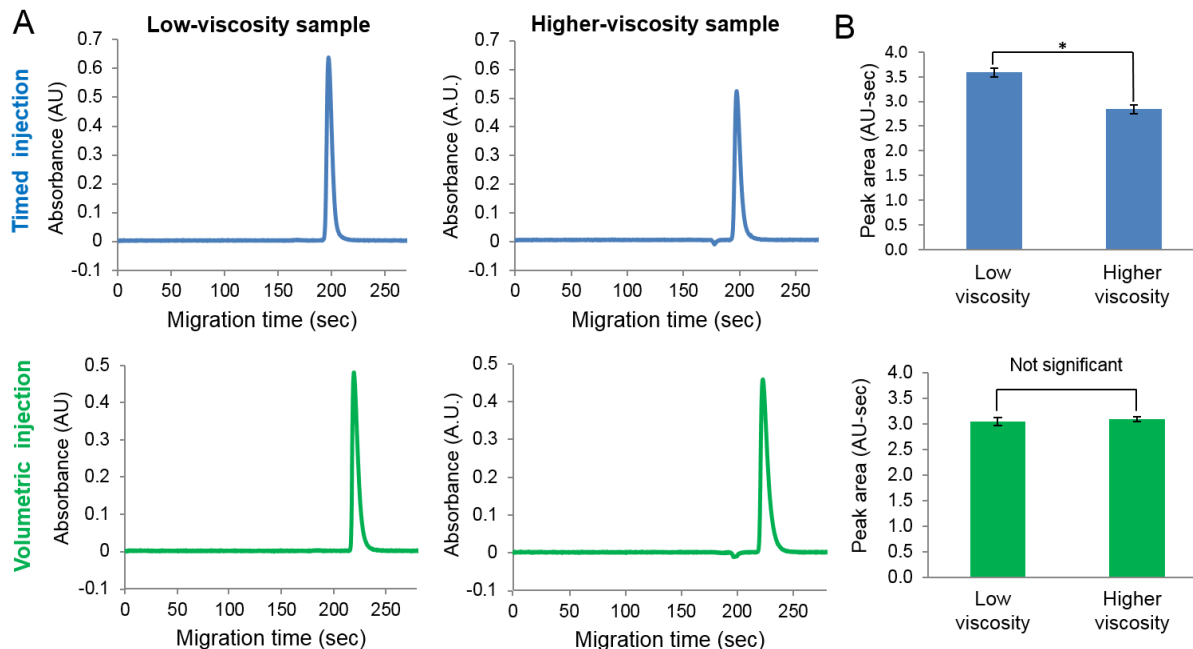 A
Low-viscosity sample
Higher-viscosity sample
B
Timed injection
Absorbance (AU)
0.7
0.6
0.5
0.4
0.3
0.2
0.1
0
-0.1
0 50 100 150 200 250
Migration time (sec)
Absorbance (A.U.)
0.7
0.6
0.5
0.4
0.3
0.2
0.1
0
-0.1
0 50 100 150 200 250
Migration time (sec)
Peak area (AU-sec)
4.0
3.5
3.0
2.5
2.0
1.5
1.0
0.5
0.0
*
Low
viscosity
Higher
viscosity
Volumetric injection
Absorbance (AU)
0.5
0.4
0.3
0.2
0.1
0
-0.1
0 50 100 150 200 250
Migration time (sec)
Absorbance (A.U.)
0.5
0.4
0.3
0.2
0.1
0
-0.1
0 50 100 150 200 250
Migration time (sec)
Peak area (AU-sec)
4.0
3.5
3.0
2.5
2.0
1.5
1.0
0.5
0.0
Not significant
Low
viscosity
Higher
viscosity